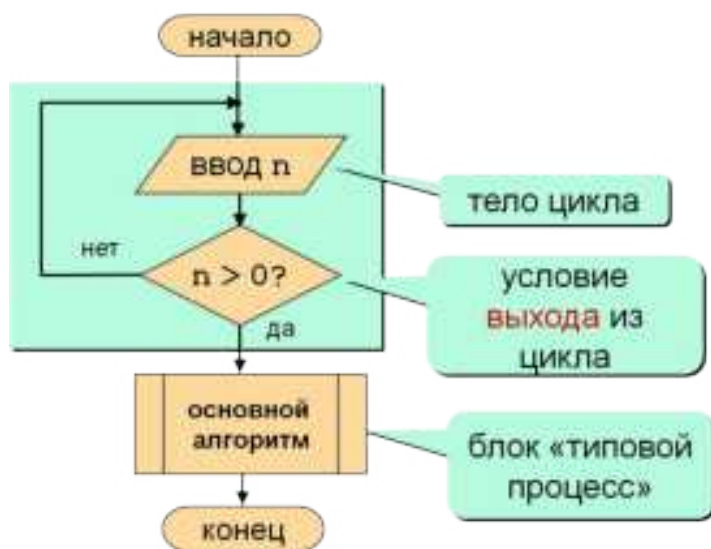 начало
ввод n
тело цикла
нет
n > 0?
условие
выхода из
цикла
да
основной
алгоритм
блок «типовой
процесс»
конец